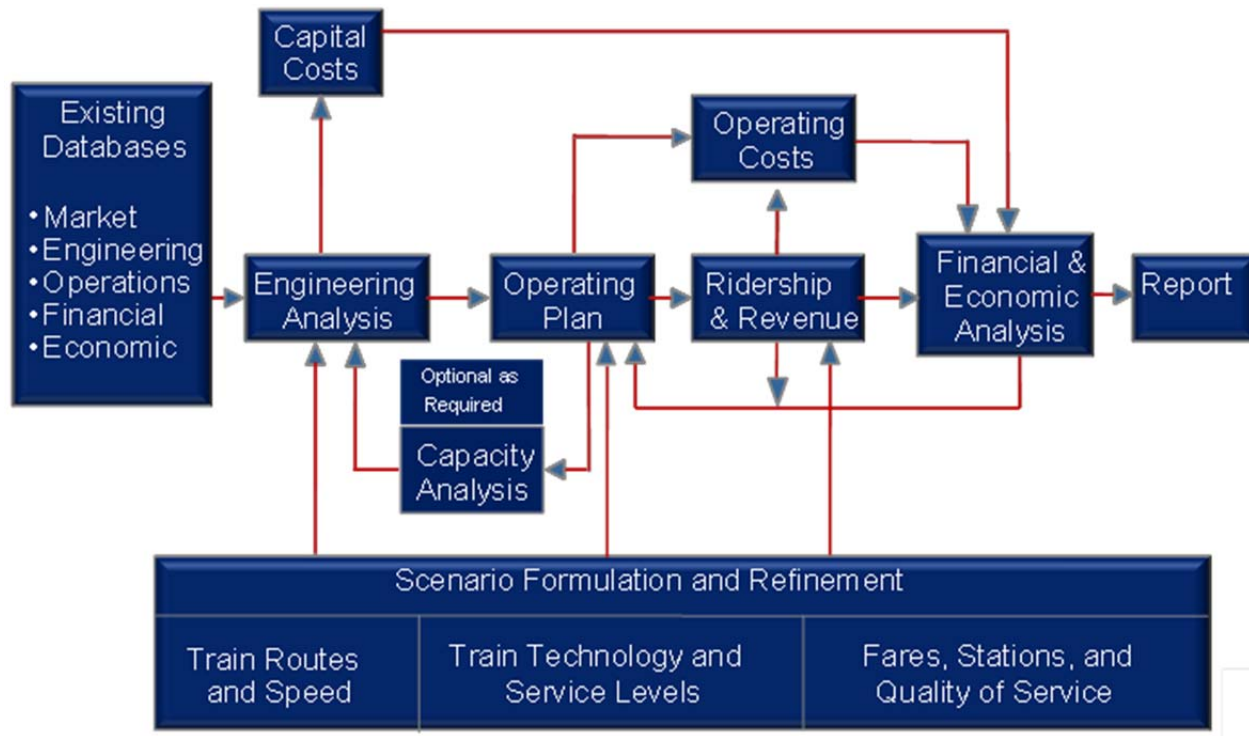 Capital
Costs
Existing
Databases
• Market
• Engineering
• Operations
• Financial
• Economic
Operating
Costs
Engineering
Analysis
Operating
Plan
Ridership
& Revenue
Financial &
Economic
Analysis
Report
Optional as
Required
Capacity
Analysis
Scenario Formulation and Refinement
Train Routes
and Speed
Train Technology and
Service Levels
Fares, Stations, and
Quality of Service